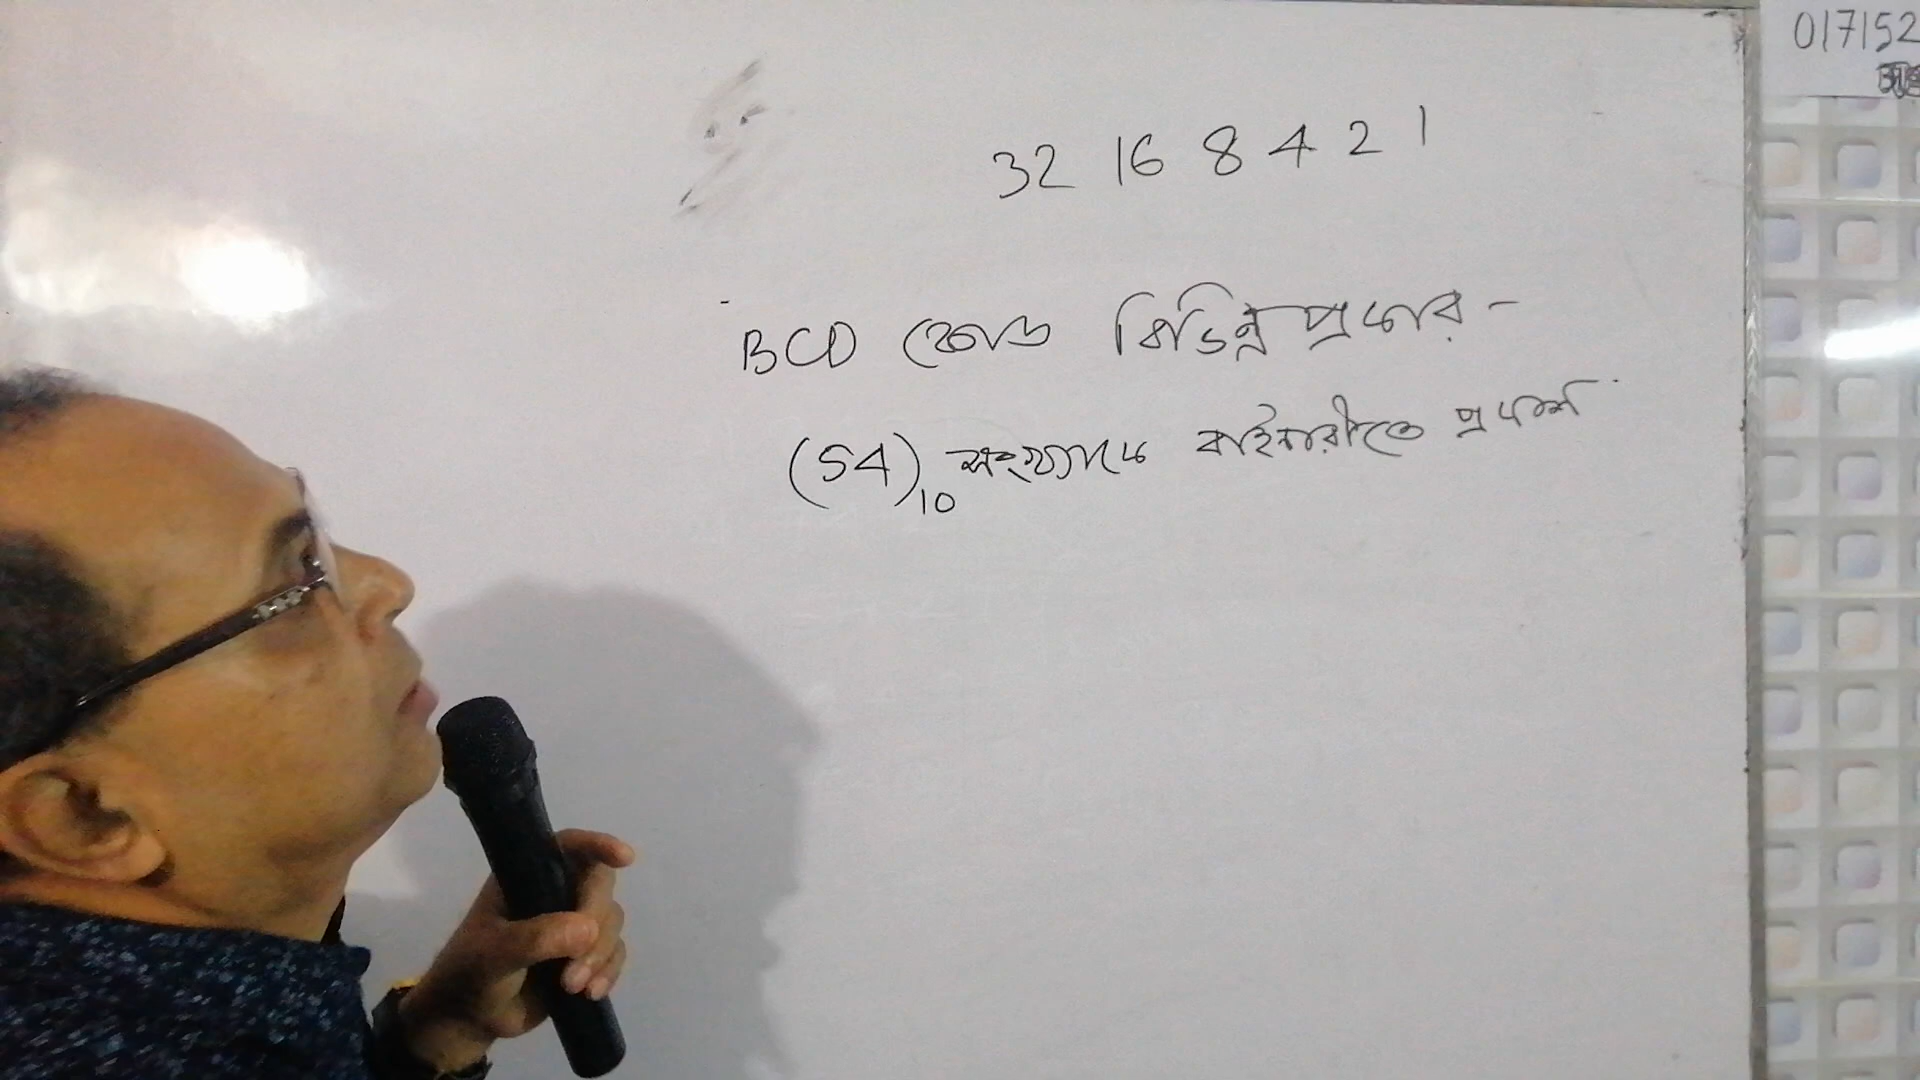 32 16 8 4 2 1
BCD কোড বিভিন্ন প্রকার -
(54)10 সংখ্যাকে বাইনারীতে প্রকাশ
017152